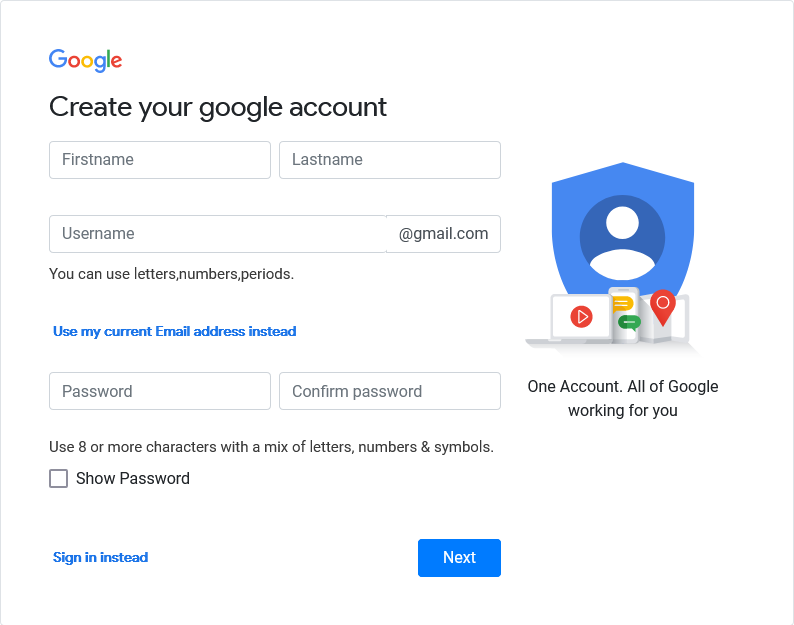 Google
Create your google account
Firstname
Lastname
Username
@gmail.com
You can use letters,numbers,periods.
Use my current Email address instead
Password
Confirm password
Use 8 or more characters with a mix of letters, numbers & symbols.
Show Password
Sign in instead
Next
One Account. All of Google
working for you